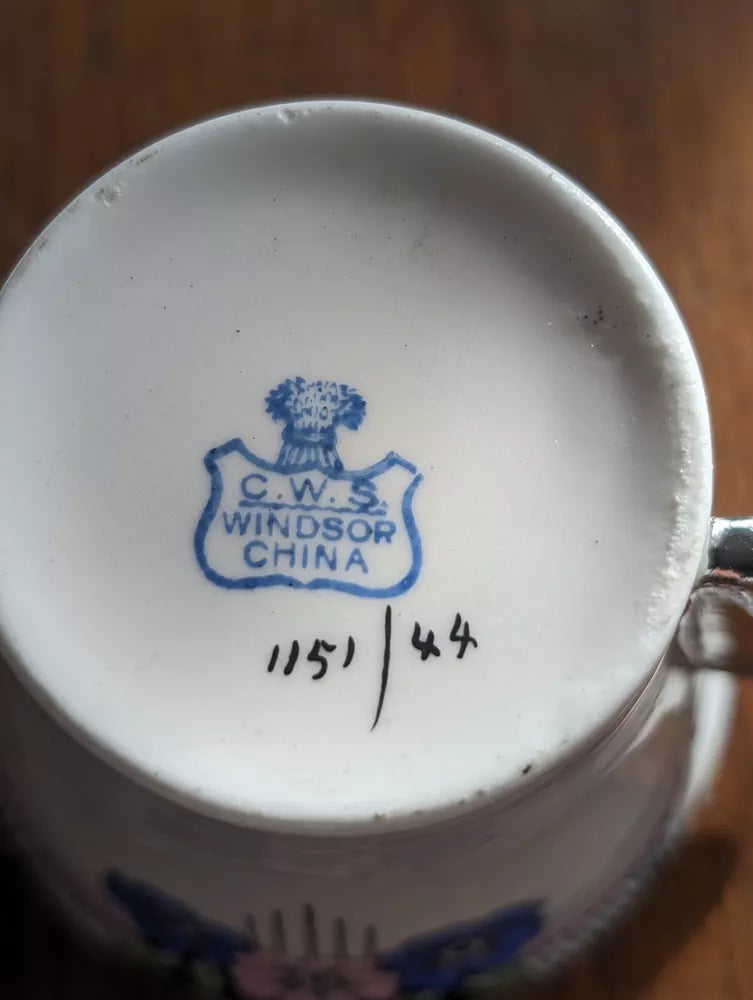 C.W.S.
WINDSOR
CHINA
1151/44